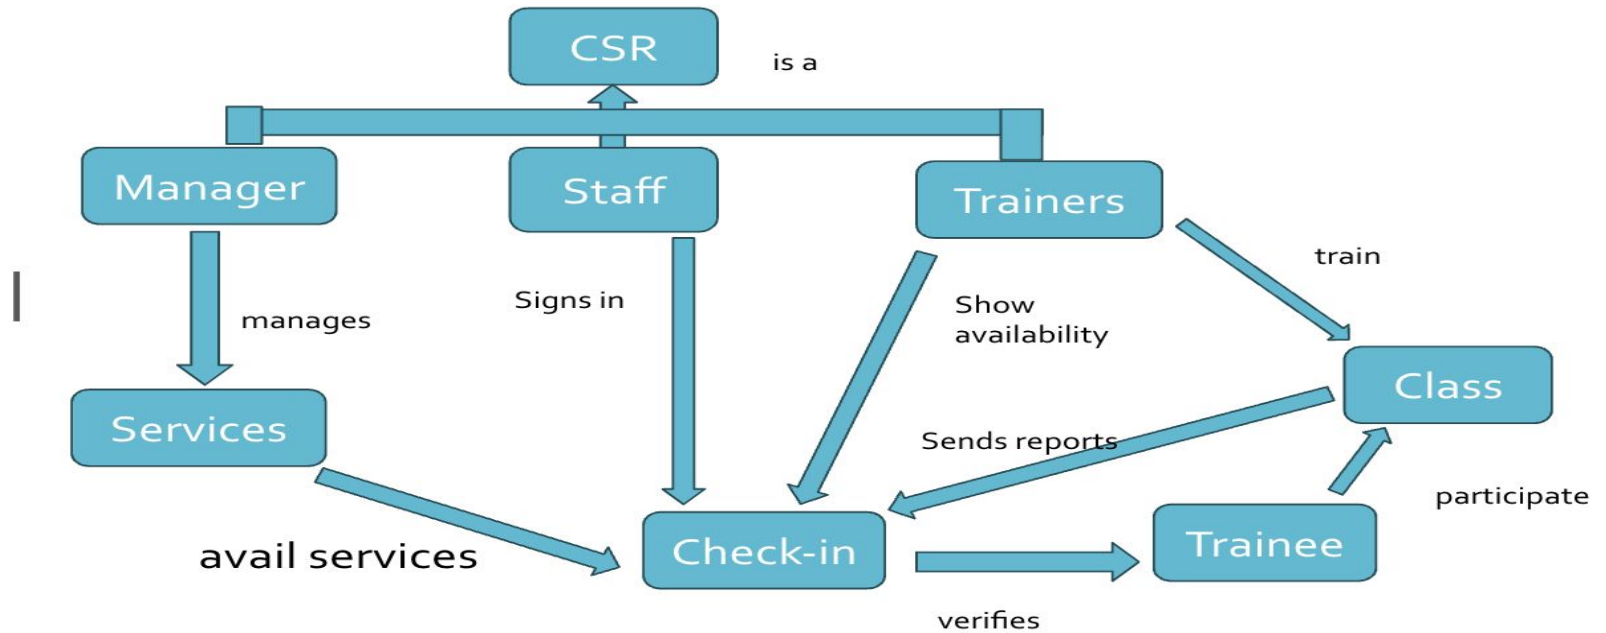 CSR
is a
Manager
Staff
Trainers
train
Signs in
Show
availability
manages
Class
Services
Sends reports
participate
avail services
Check-in
Trainee
verifies